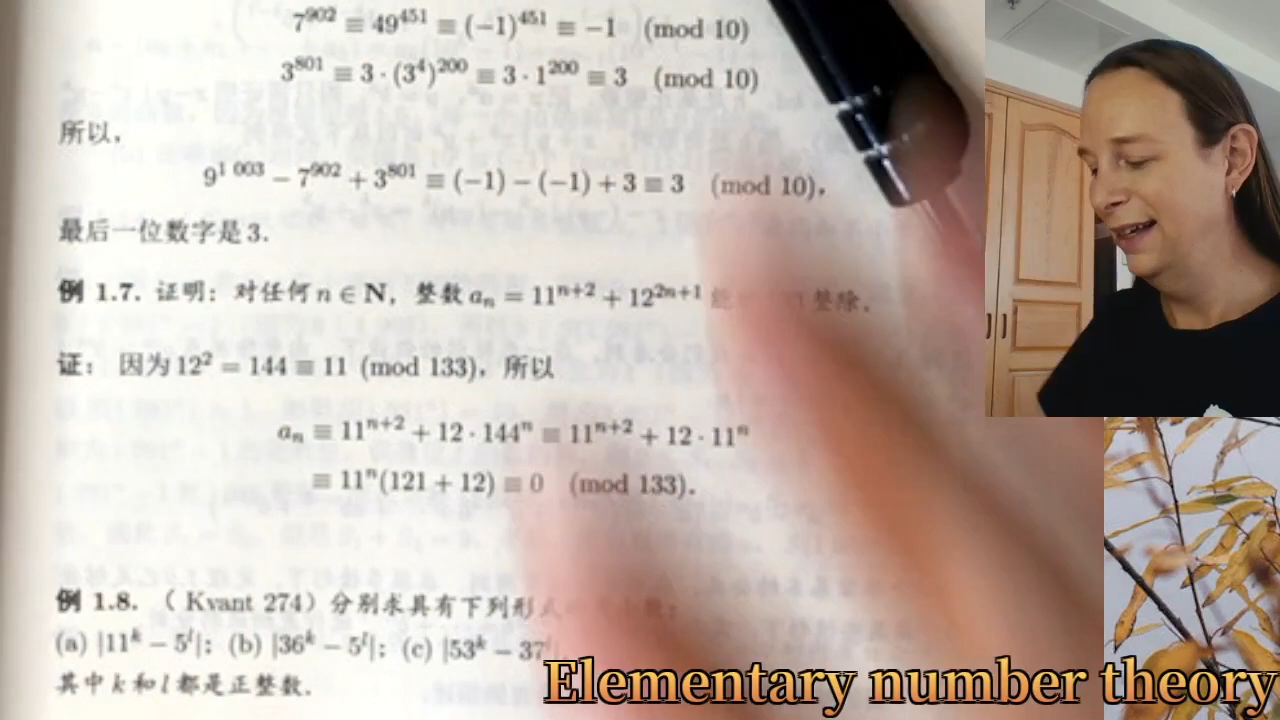 7^902 ≡ 49^451 ≡ (−1)^451 ≡ −1 (mod 10)
3^801 ≡ 3 · (3^4)^200 ≡ 3 · 1^200 ≡ 3 (mod 10)
所以，
9^1 003 − 7^902 + 3^801 ≡ (−1) − (−1) + 3 ≡ 3 (mod 10)，
最后一位数字是 3.
例 1.7. 证明：对任何 n ∈ N，整数 a_n = 11^{n+2} + 12^{2n+1} 整除.
证：因为 12^2 = 144 ≡ 11 (mod 133)，所以
a_n ≡ 11^{n+2} + 12 · 144^n ≡ 11^{n+2} + 12 · 11^n
≡ 11^n(121 + 12) ≡ 0 (mod 133).
例 1.8.（Kvant 274）分别求具有下列形
(a) |11^k − 5^l|；(b) |36^k − 5^l|；(c) |53^k − 37
其中 k 和 l 都是正整数.
Elementary number theory